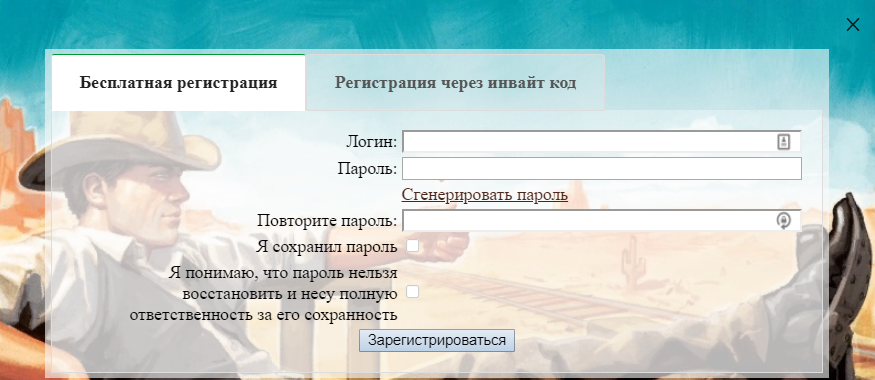 Бесплатная регистрация
Регистрация через инвайт код
Логин:
Пароль:
Сгенерировать пароль
Повторите пароль:
Я сохранил пароль
Я понимаю, что пароль нельзя
восстановить и несу полную
ответственность за его сохранность
Зарегистрироваться